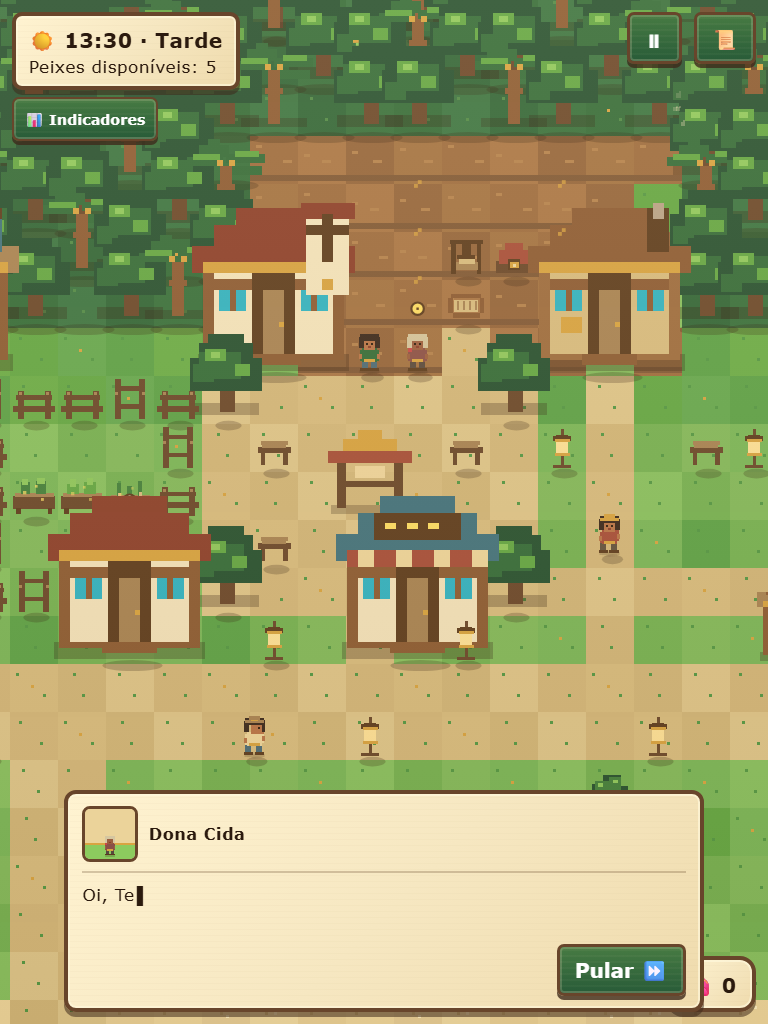 13:30 · Tarde
Peixes disponíveis: 5
Indicadores
Dona Cida
Oi, Te
Pular
0